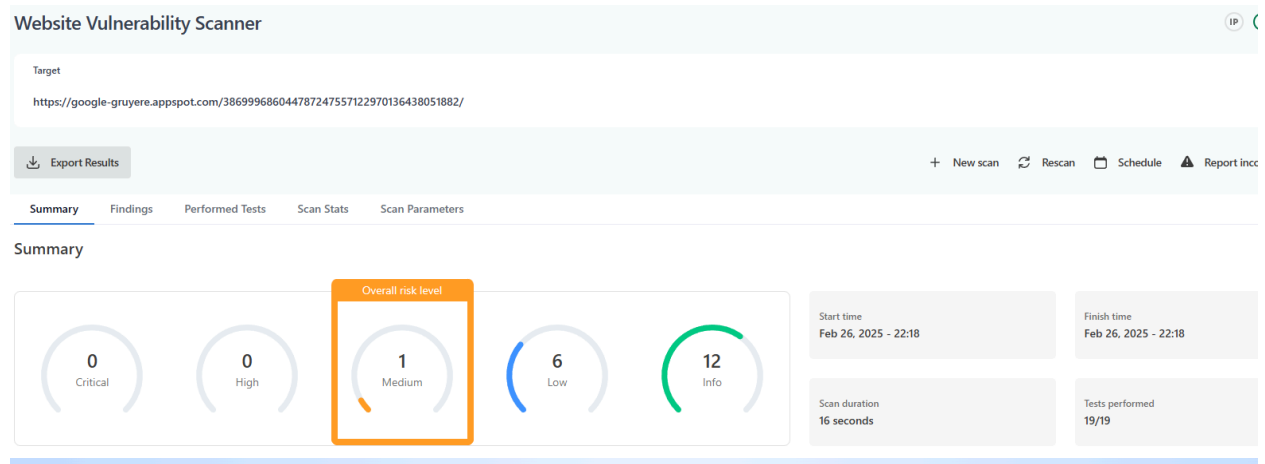 Website Vulnerability Scanner
IP
Target
https://google-gruyere.appspot.com/386999686044787247557122970136438051882/
Export Results
+ New scan
Rescan
Schedule
Report inco
Summary
Findings
Performed Tests
Scan Stats
Scan Parameters
Summary
Overall risk level
0
Critical
0
High
1
Medium
6
Low
12
Info
Start time
Feb 26, 2025 - 22:18
Finish time
Feb 26, 2025 - 22:18
Scan duration
16 seconds
Tests performed
19/19